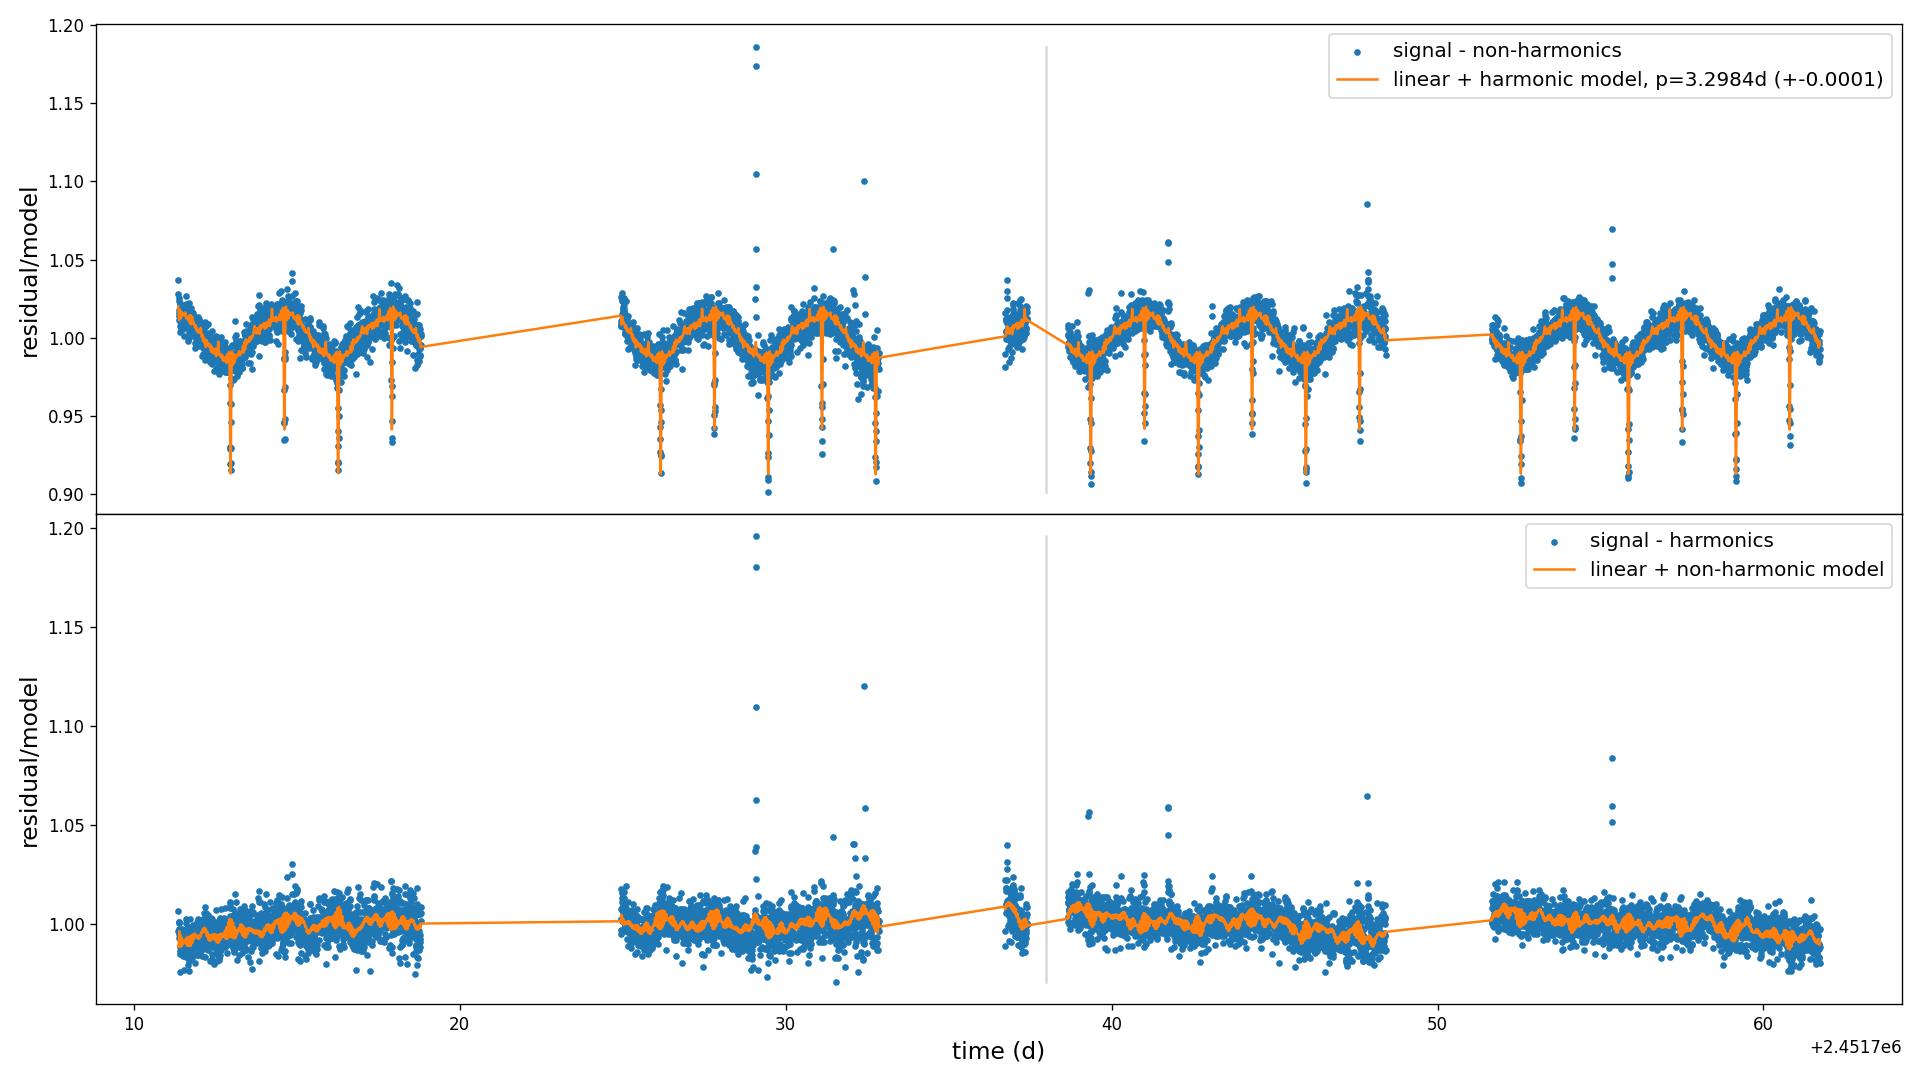 1.20
1.15
1.10
1.05
1.00
0.95
0.90
residual/model
signal - non-harmonics
linear + harmonic model, p=3.2984d (+-0.0001)
1.20
1.15
1.10
1.05
1.00
residual/model
signal - harmonics
linear + non-harmonic model
10 20 30 40 50 60
time (d)
+2.4517e6